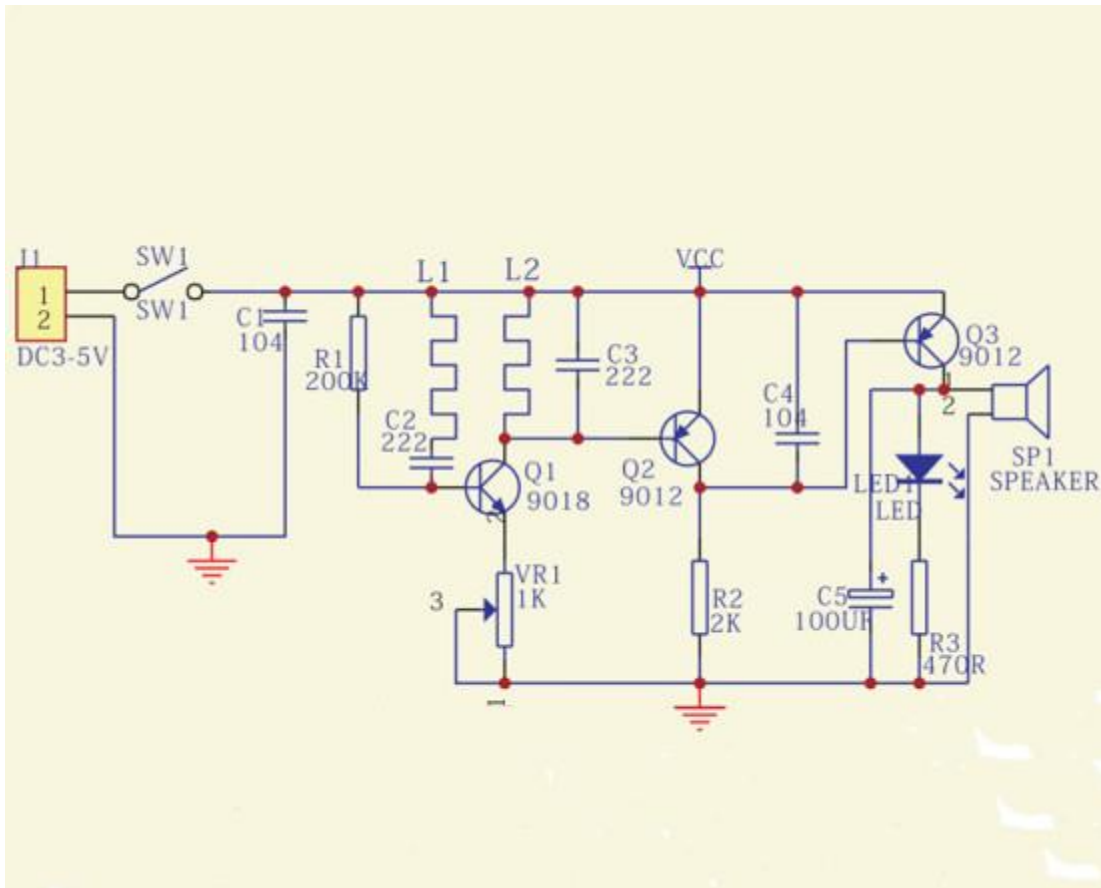 J1
1
2
DC3-5V
SW1
SW1
C1
104
R1
200K
L1
L2
C2
222
C3
222
Q1
9018
2
VR1
1K
3
1
VCC
Q2
9012
R2
2K
C4
104
Q3
9012
1
2
LED1
LED
SP1
SPEAKER
+
C5
100UF
R3
470R